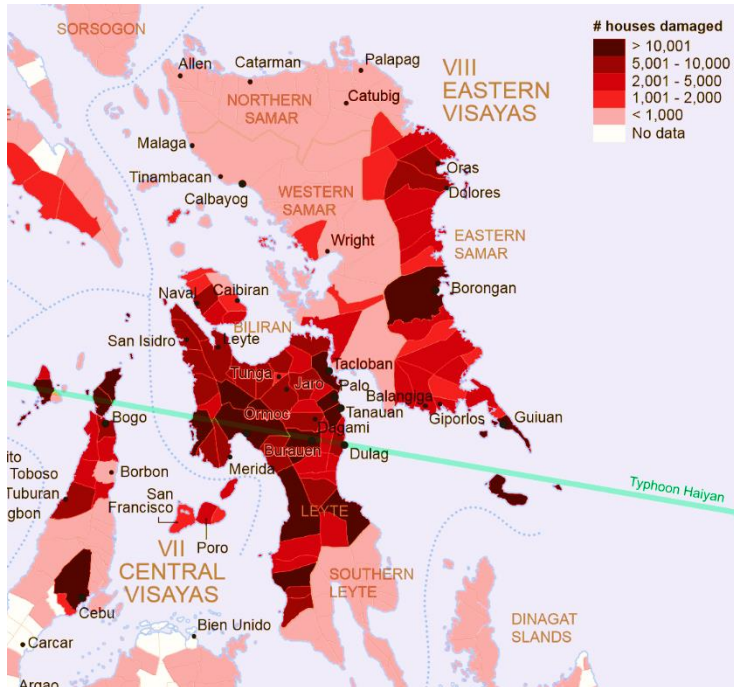 SORSOGON
Allen
Catarman
Palapag
NORTHERN
SAMAR
Catubig
VIII
EASTERN
VISAYAS
# houses damaged
> 10,001
5,001 - 10,000
2,001 - 5,000
1,001 - 2,000
< 1,000
No data
Malaga
Tinambacan
Calbayog
WESTERN
SAMAR
Oras
Dolores
Wright
EASTERN
SAMAR
Borongan
Naval
Caibiran
BILIRAN
San Isidro
Leyte
Tacloban
Tunga
Jaro
Palo
Balangiga
Ormoc
Tanauan
Giporlos
Guiuan
Dagami
Bogo
Burauen
Dulag
Merida
Typhoon Haiyan
ito
Toboso
Borbon
Tuburan
gbon
San
Francisco
LEYTE
Poro
VII
CENTRAL
VISAYAS
SOUTHERN
LEYTE
Cebu
Bien Unido
DINAGAT
SLANDS
Carcar
Argao